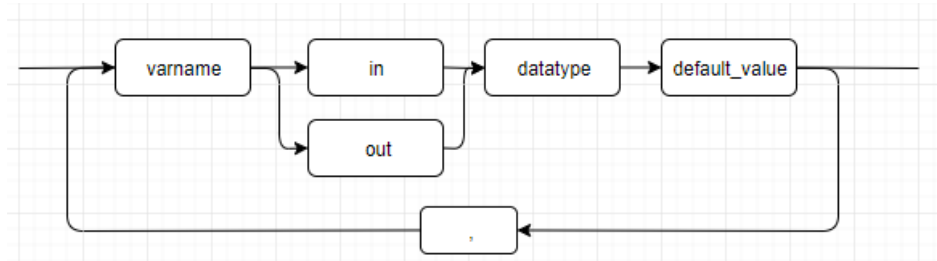 varname
in
datatype
default_value
out
,